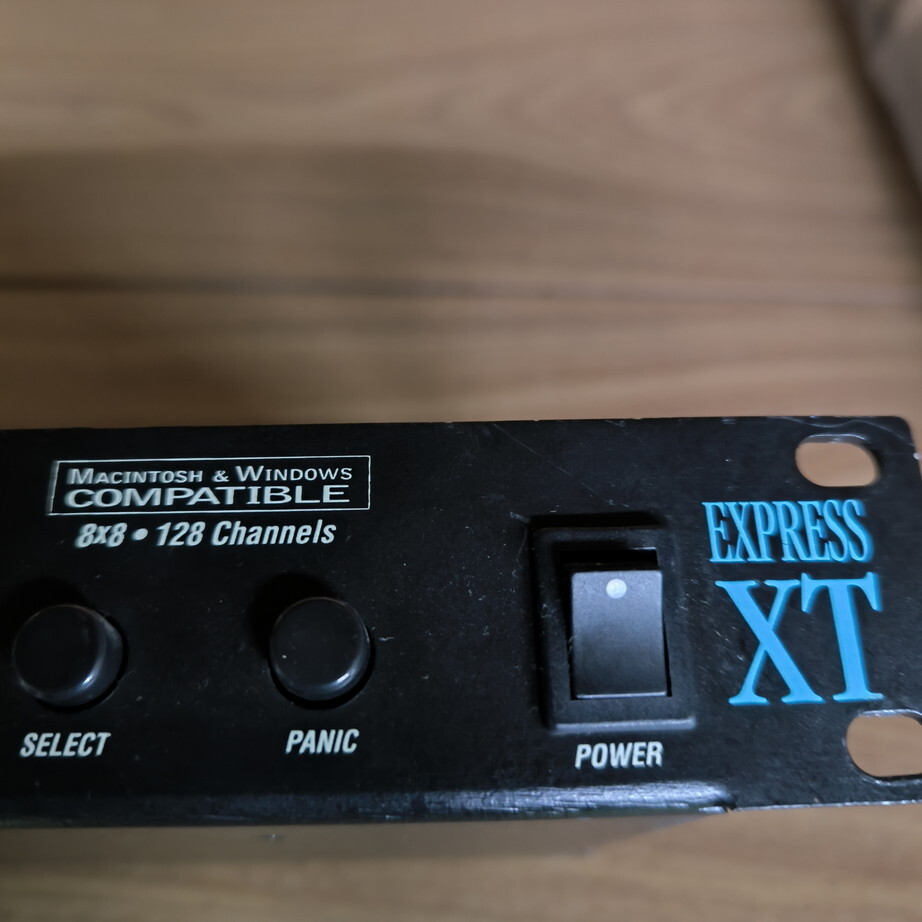 MACINTOSH & WINDOWS
COMPATIBLE
8x8 • 128 Channels
EXPRESS
XT
SELECT
PANIC
POWER